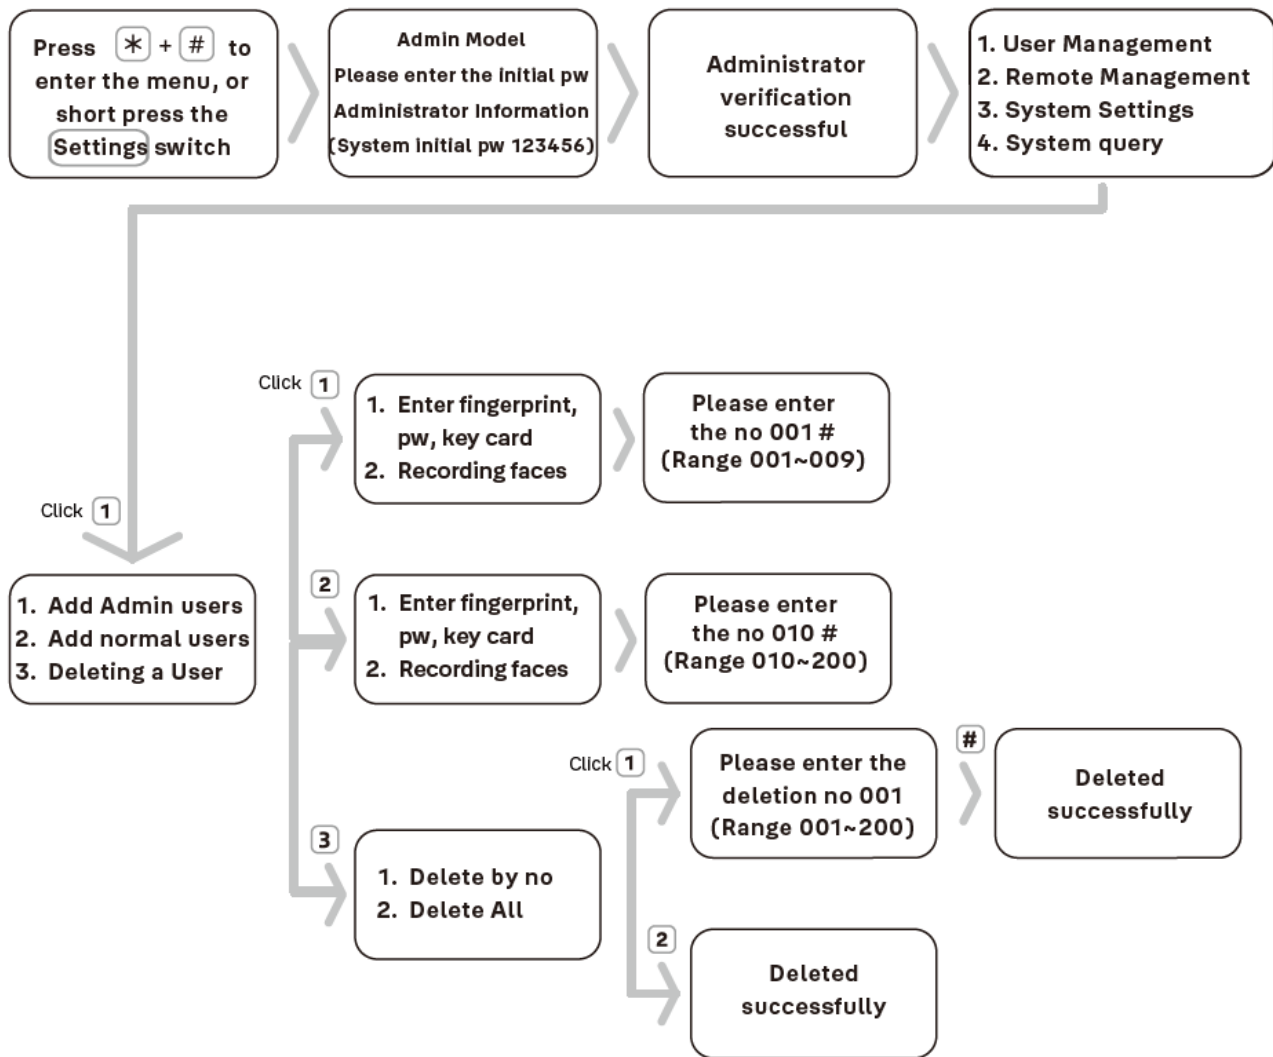 Press * + # to
enter the menu, or
short press the
Settings switch
Admin Model
Please enter the initial pw
Administrator Information
(System initial pw 123456)
Administrator
verification
successful
1. User Management
2. Remote Management
3. System Settings
4. System query
Click 1
1. Add Admin users
2. Add normal users
3. Deleting a User
Click 1
1. Enter fingerprint,
pw, key card
2. Recording faces
Please enter
the no 001 #
(Range 001~009)
2
1. Enter fingerprint,
pw, key card
2. Recording faces
Please enter
the no 010 #
(Range 010~200)
3
1. Delete by no
2. Delete All
Click 1
Please enter the
deletion no 001
(Range 001~200)
#
Deleted
successfully
2
Deleted
successfully